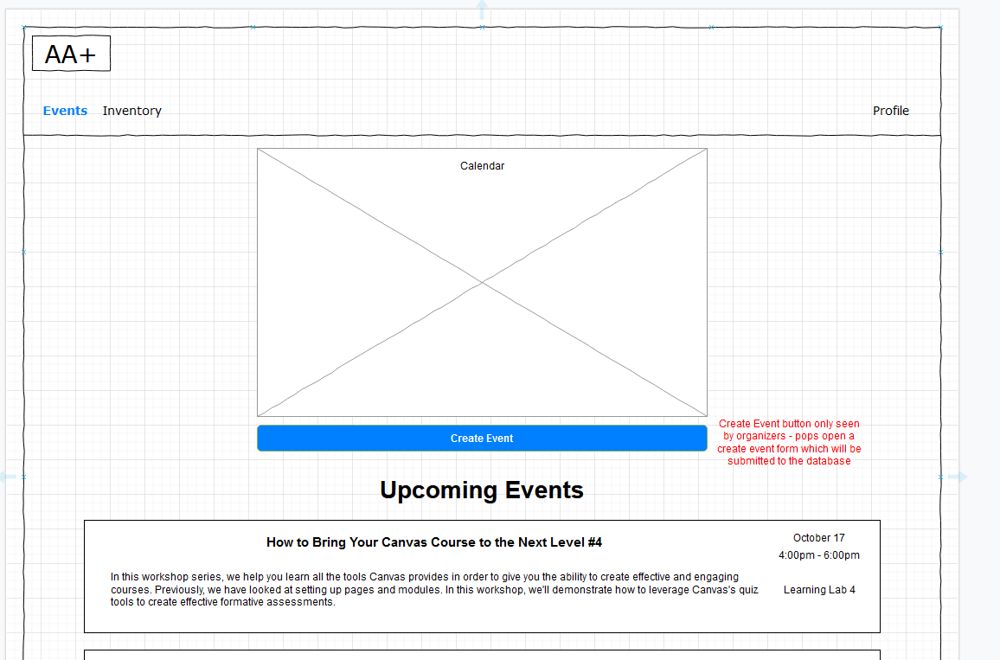 AA+
Events Inventory Profile
Calendar
Create Event
Create Event button only seen
by organizers - pops open a
create event form which will be
submitted to the database
Upcoming Events
How to Bring Your Canvas Course to the Next Level #4
October 17
4:00pm - 6:00pm
In this workshop series, we help you learn all the tools Canvas provides in order to give you the ability to create effective and engaging
courses. Previously, we have looked at setting up pages and modules. In this workshop, we'll demonstrate how to leverage Canvas's quiz
tools to create effective formative assessments.
Learning Lab 4